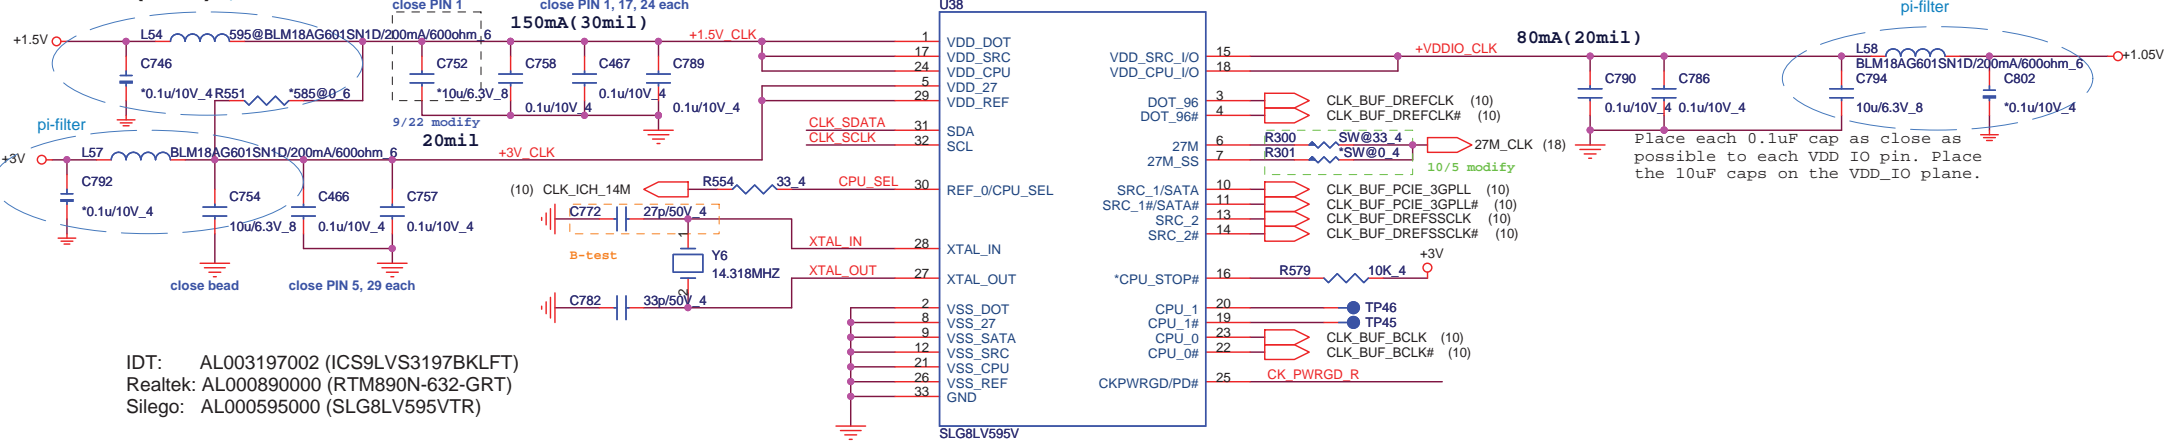 close PIN 1
close PIN 1, 17, 24 each
150mA(30mil)
+1.5V
L54
595@BLM18AG601SN1D/200mA/600ohm_6
+1.5V_CLK
C746
*0.1u/10V_4
R551
*585@0_6
C752
*10u/6.3V_8
C758
0.1u/10V_4
C467
0.1u/10V_4
C789
0.1u/10V_4
9/22 modify
20mil
pi-filter
+3V
L57
BLM18AG601SN1D/200mA/600ohm_6
+3V_CLK
C792
*0.1u/10V_4
C754
10u/6.3V_8
C466
0.1u/10V_4
C757
0.1u/10V_4
close bead
close PIN 5, 29 each
CLK_SDATA
CLK_SCLK
(10) CLK_ICH_14M
R554
33_4
CPU_SEL
C772
27p/50V_4
B-test
1
Y6
14.318MHZ
2
XTAL_IN
XTAL_OUT
C782
33p/50V_4
IDT: AL003197002 (ICS9LVS3197BKLFT)
Realtek: AL000890000 (RTM890N-632-GRT)
Silego: AL000595000 (SLG8LV595VTR)
U38
1 VDD_DOT
17 VDD_SRC
24 VDD_CPU
5 VDD_27
29 VDD_REF
31 SDA
32 SCL
30 REF_0/CPU_SEL
28 XTAL_IN
27 XTAL_OUT
2 VSS_DOT
8 VSS_27
9 VSS_SATA
12 VSS_SRC
21 VSS_CPU
26 VSS_REF
33 GND
VDD_SRC_I/O 15
VDD_CPU_I/O 18
DOT_96 3
DOT_96# 4
27M 6
27M_SS 7
SRC_1/SATA 10
SRC_1#/SATA# 11
SRC_2 13
SRC_2# 14
*CPU_STOP# 16
CPU_1 20
CPU_1# 19
CPU_0 23
CPU_0# 22
CKPWRGD/PD# 25
SLG8LV595V
80mA(20mil)
+VDDIO_CLK
CLK_BUF_DREFCLK (10)
CLK_BUF_DREFCLK# (10)
R300 SW@33_4
R301 *SW@0_4
27M_CLK (18)
10/5 modify
CLK_BUF_PCIE_3GPLL (10)
CLK_BUF_PCIE_3GPLL# (10)
CLK_BUF_DREFSSCLK (10)
CLK_BUF_DREFSSCLK# (10)
+3V
R579
10K_4
TP46
TP45
CLK_BUF_BCLK (10)
CLK_BUF_BCLK# (10)
CK_PWRGD_R
pi-filter
L58
BLM18AG601SN1D/200mA/600ohm_6
+1.05V
C790
0.1u/10V_4
C786
0.1u/10V_4
C794
10u/6.3V_8
C802
*0.1u/10V_4
Place each 0.1uF cap as close as
possible to each VDD IO pin. Place
the 10uF caps on the VDD_IO plane.